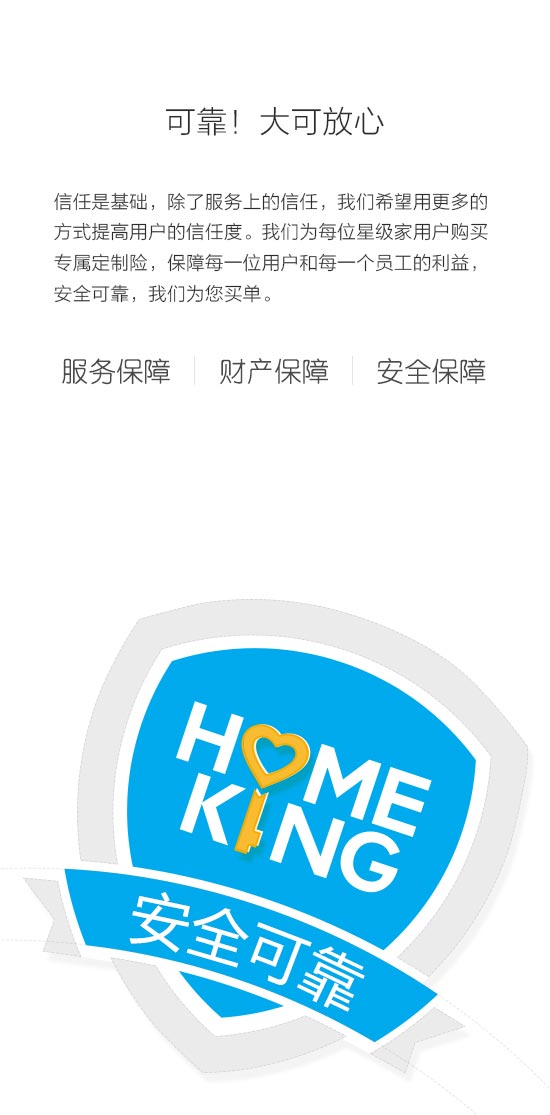 可靠！大可放心
信任是基础，除了服务上的信任，我们希望用更多的
方式提高用户的信任度。我们为每位星级家用户购买
专属定制险，保障每一位用户和每一个员工的利益，
安全可靠，我们为您买单。
服务保障 财产保障 安全保障
HOME
KING
安全可靠